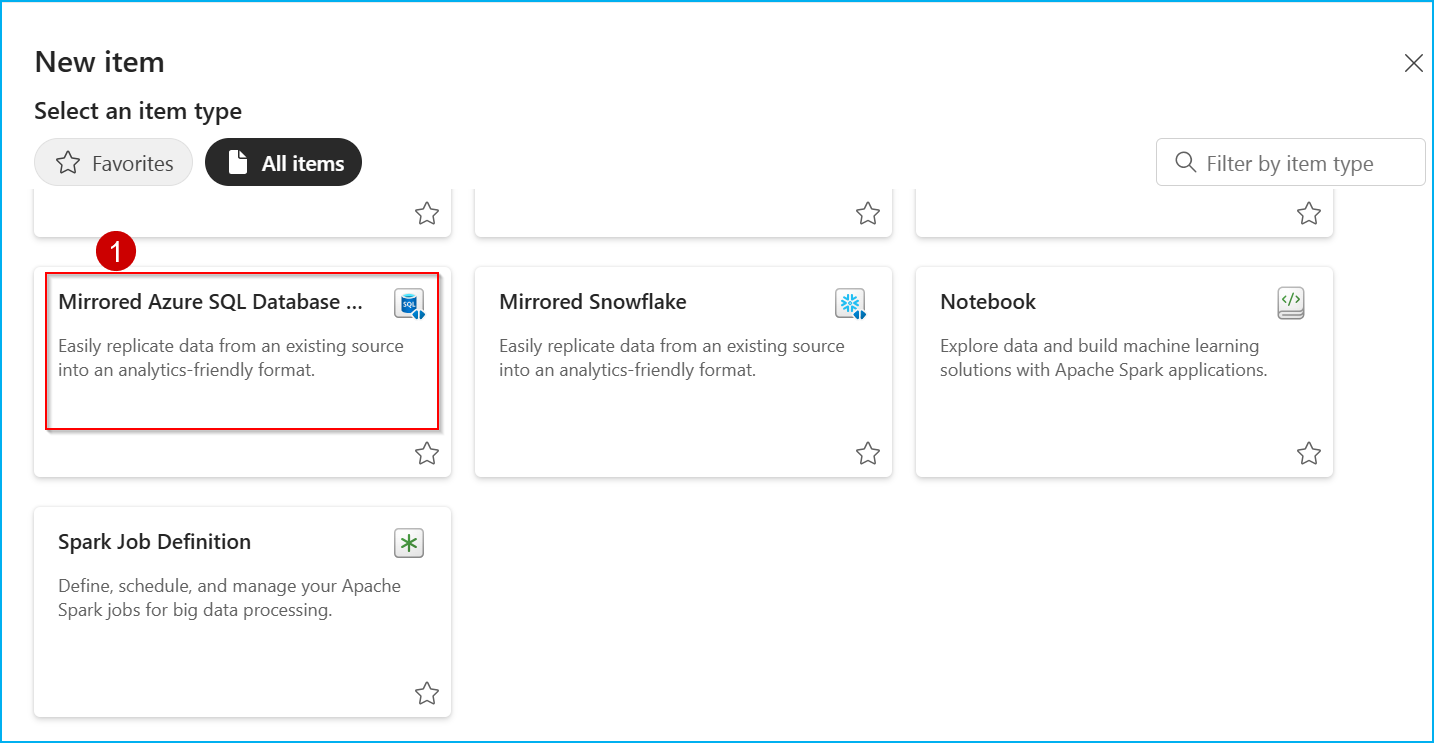 New item
Select an item type
Favorites
All items
Filter by item type
1
Mirrored Azure SQL Database ...
SQL
Easily replicate data from an existing source
into an analytics-friendly format.
Mirrored Snowflake
Easily replicate data from an existing source
into an analytics-friendly format.
Notebook
</>
Explore data and build machine learning
solutions with Apache Spark applications.
Spark Job Definition
Define, schedule, and manage your Apache
Spark jobs for big data processing.